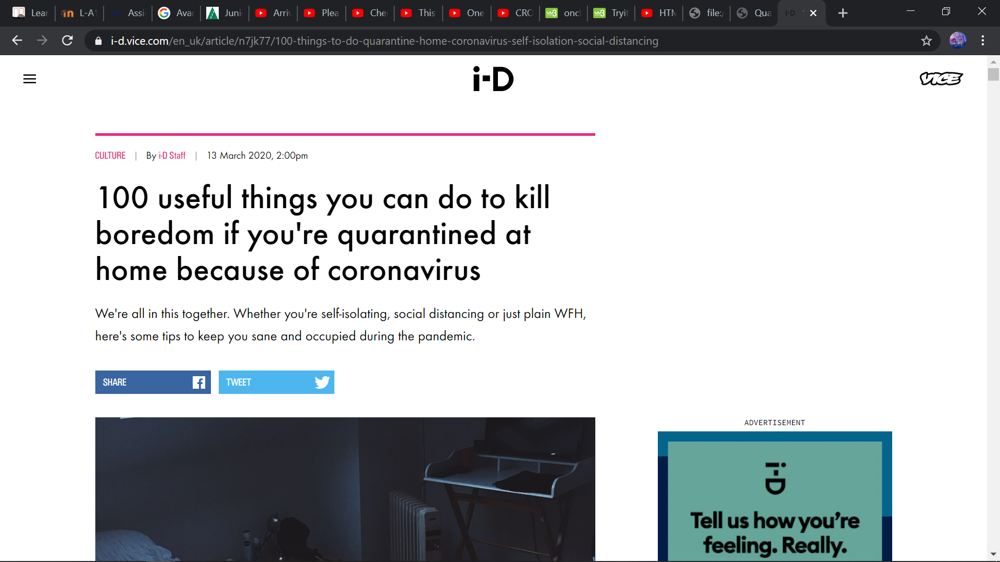 Lear
L-A1
Assi
Avar
Juni
Arriv
Plea
Che
This
One
CRO
oncl
Tryit
HTM
file:/
Qua
i-D
i-d.vice.com/en_uk/article/n7jk77/100-things-to-do-quarantine-home-coronavirus-self-isolation-social-distancing
i-D
VICE
CULTURE | By i-D Staff | 13 March 2020, 2:00pm
100 useful things you can do to kill
boredom if you're quarantined at
home because of coronavirus
We're all in this together. Whether you're self-isolating, social distancing or just plain WFH,
here's some tips to keep you sane and occupied during the pandemic.
SHARE
TWEET
ADVERTISEMENT
i-D
Tell us how you're
feeling. Really.